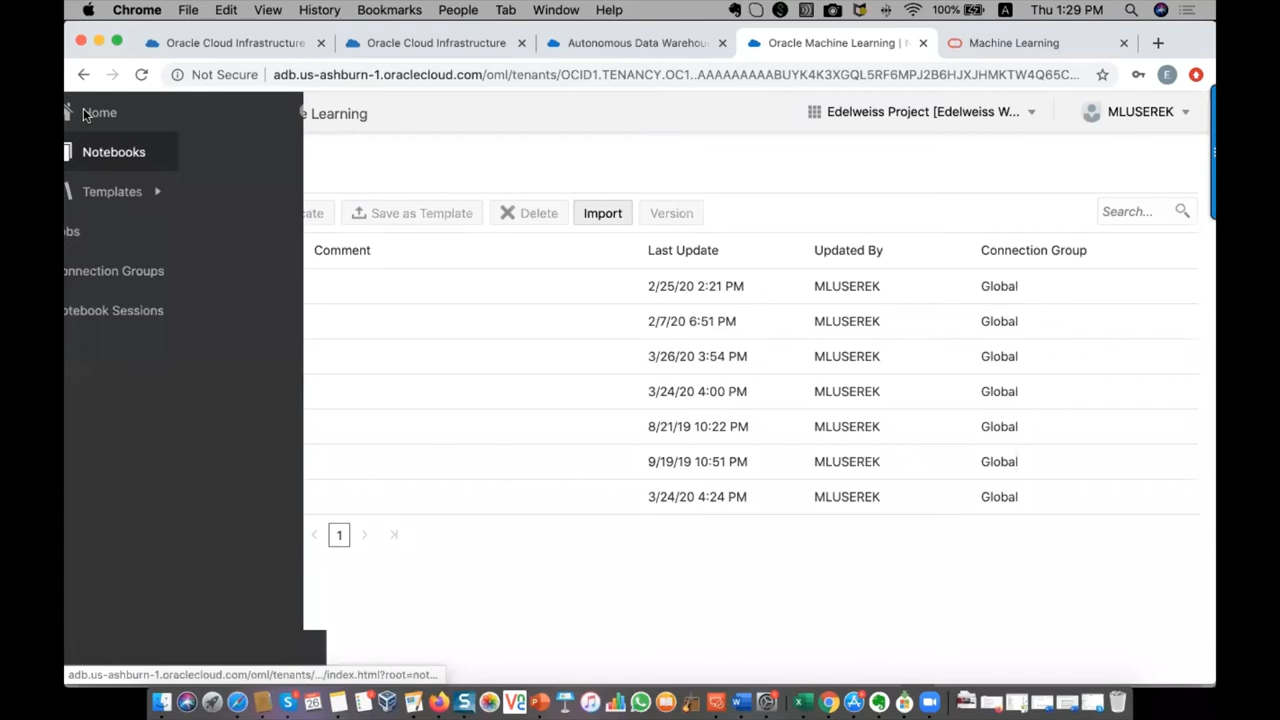 Chrome File Edit View History Bookmarks People Tab Window Help 100% A Thu 1:29 PM
Oracle Cloud Infrastructure Oracle Cloud Infrastructure Autonomous Data Warehou Oracle Machine Learning | Machine Learning
Not Secure adb.us-ashburn-1.oraclecloud.com/oml/tenants/OCID1.TENANCY.OC1..AAAAAAAABUYK4K3XGQL5RF6MPJ2B6HJXJHMKTW4Q65C... E
Home e Learning Edelweiss Project [Edelweiss W... MLUSEREK
Notebooks
Templates
cate Save as Template Delete Import Version Search...
obs
Comment Last Update Updated By Connection Group
onnection Groups
2/25/20 2:21 PM MLUSEREK Global
otebook Sessions
2/7/20 6:51 PM MLUSEREK Global
3/26/20 3:54 PM MLUSEREK Global
3/24/20 4:00 PM MLUSEREK Global
8/21/19 10:22 PM MLUSEREK Global
9/19/19 10:51 PM MLUSEREK Global
3/24/20 4:24 PM MLUSEREK Global
1
adb.us-ashburn-1.oraclecloud.com/oml/tenants/.../index.html?root=not...